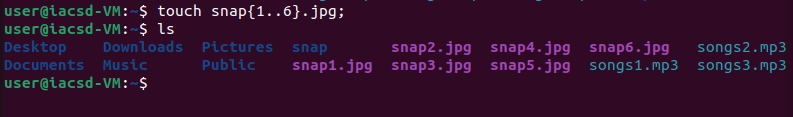 user@iacsd-VM:~$ touch snap{1..6}.jpg;
user@iacsd-VM:~$ ls
Desktop Downloads Pictures snap snap2.jpg snap4.jpg snap6.jpg songs2.mp3
Documents Music Public snap1.jpg snap3.jpg snap5.jpg songs1.mp3 songs3.mp3
user@iacsd-VM:~$